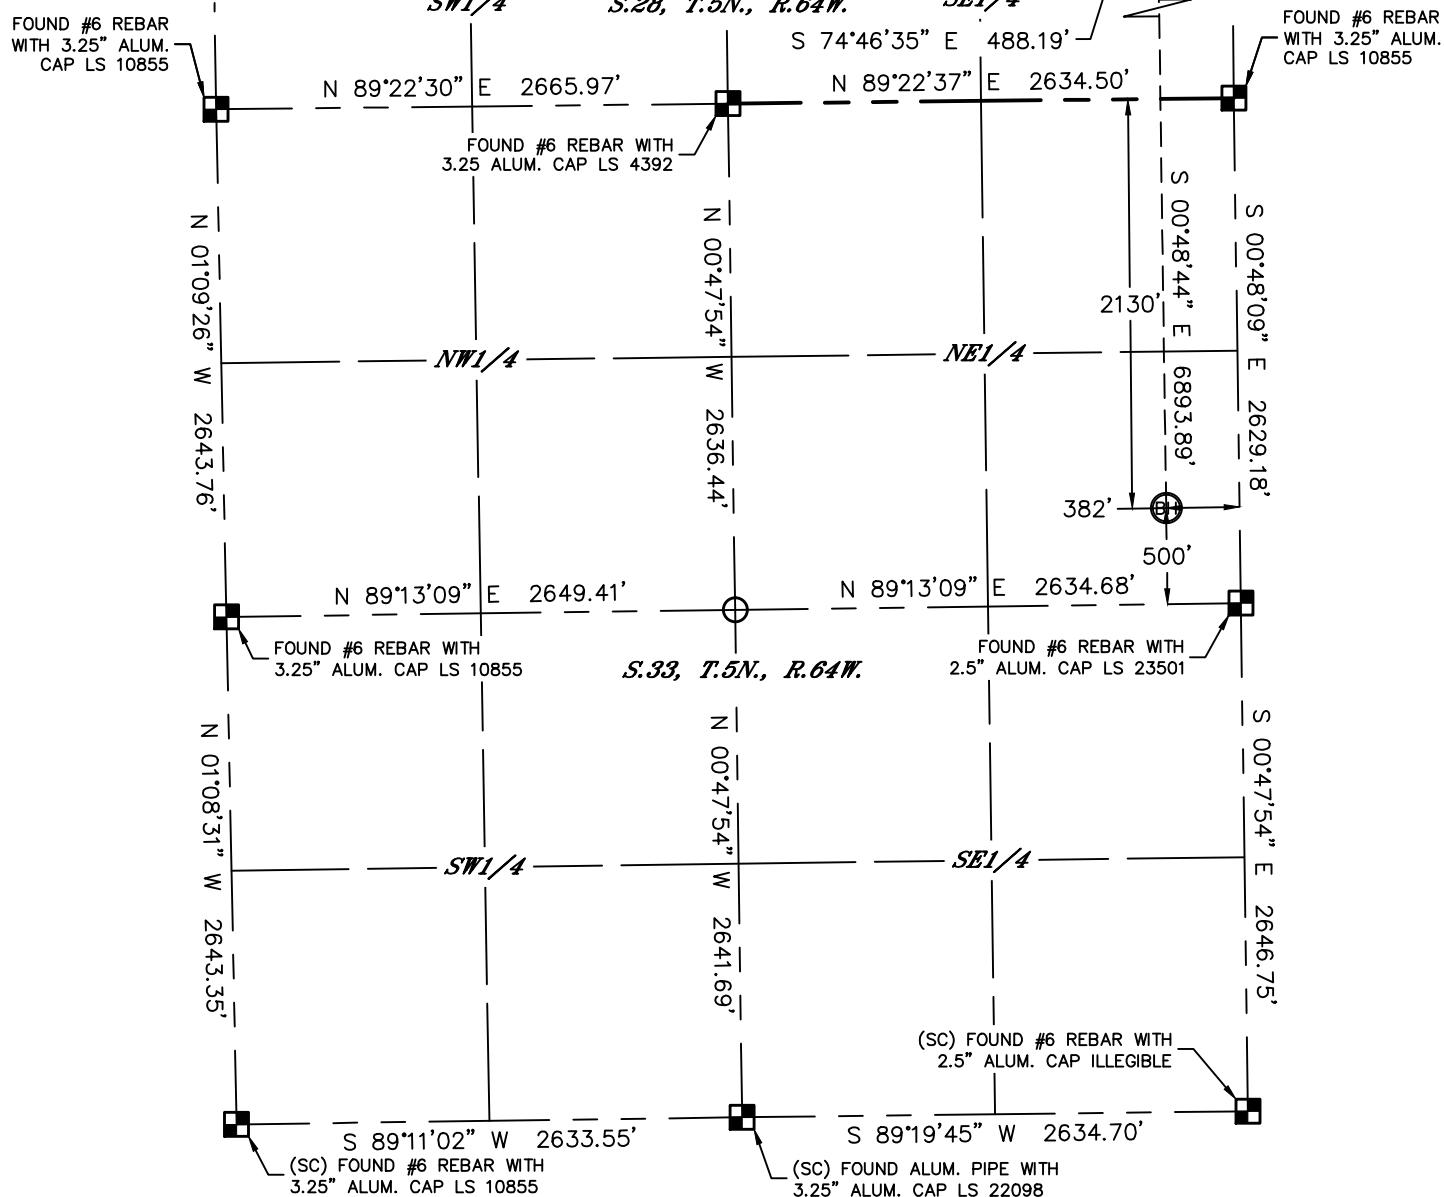 SW1/4 S.28, T.5N., R.64W. SE1/4
FOUND #6 REBAR
WITH 3.25" ALUM.
CAP LS 10855
S 74°46'35" E 488.19'
FOUND #6 REBAR
WITH 3.25" ALUM.
CAP LS 10855
N 89°22'30" E 2665.97'
N 89°22'37" E 2634.50'
FOUND #6 REBAR WITH
3.25 ALUM. CAP LS 4392
N 01°09'26" W 2643.76'
N 00°47'54" W 2636.44'
2130'
S 00°48'44" E 6893.89'
S 00°48'09" E 2629.18'
NW1/4
NE1/4
382'
BH
500'
N 89°13'09" E 2649.41'
N 89°13'09" E 2634.68'
FOUND #6 REBAR WITH
3.25" ALUM. CAP LS 10855
FOUND #6 REBAR WITH
2.5" ALUM. CAP LS 23501
S.33, T.5N., R.64W.
N 01°08'31" W 2643.35'
N 00°47'54" W 2641.69'
S 00°47'54" E 2646.75'
SW1/4
SE1/4
(SC) FOUND #6 REBAR WITH
2.5" ALUM. CAP ILLEGIBLE
S 89°11'02" W 2633.55'
S 89°19'45" W 2634.70'
(SC) FOUND #6 REBAR WITH
3.25" ALUM. CAP LS 10855
(SC) FOUND ALUM. PIPE WITH
3.25" ALUM. CAP LS 22098